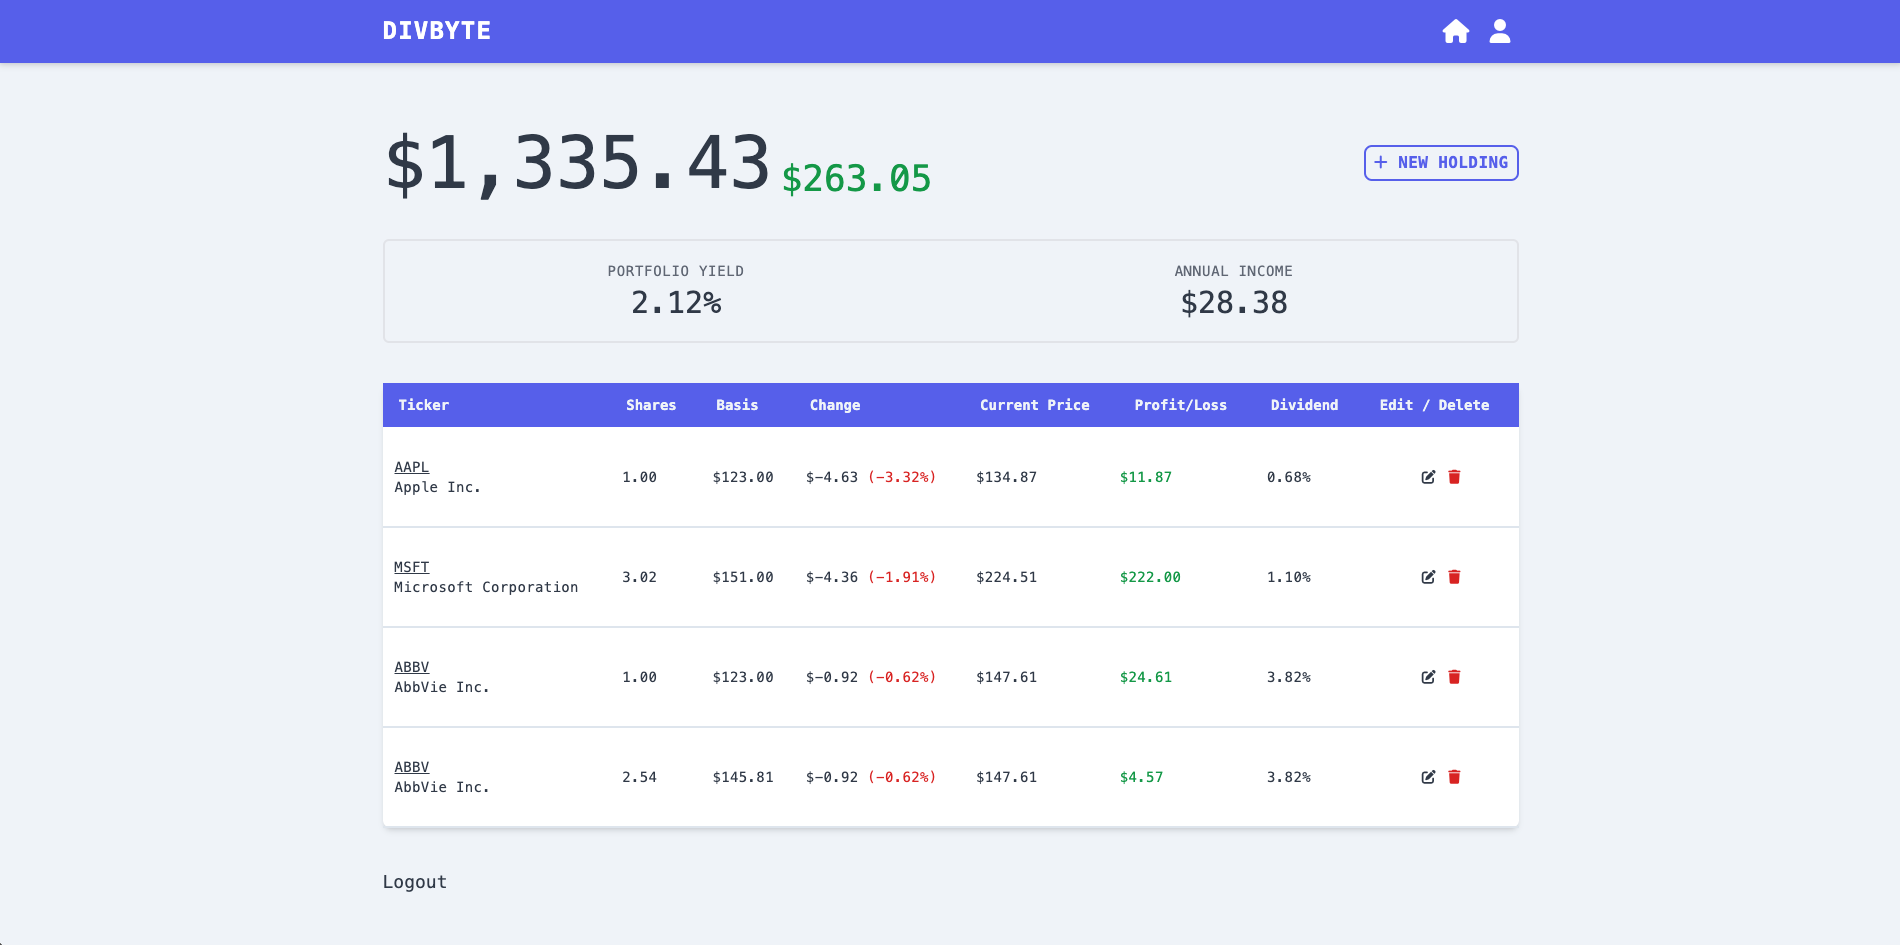 DIVBYTE
$1,335.43 $263.05
+ NEW HOLDING
PORTFOLIO YIELD ANNUAL INCOME
2.12% $28.38
Ticker Shares Basis Change Current Price Profit/Loss Dividend Edit / Delete
AAPL
Apple Inc.
1.00 $123.00 $-4.63 (-3.32%) $134.87 $11.87 0.68%
MSFT
Microsoft Corporation
3.02 $151.00 $-4.36 (-1.91%) $224.51 $222.00 1.10%
ABBV
AbbVie Inc.
1.00 $123.00 $-0.92 (-0.62%) $147.61 $24.61 3.82%
ABBV
AbbVie Inc.
2.54 $145.81 $-0.92 (-0.62%) $147.61 $4.57 3.82%
Logout